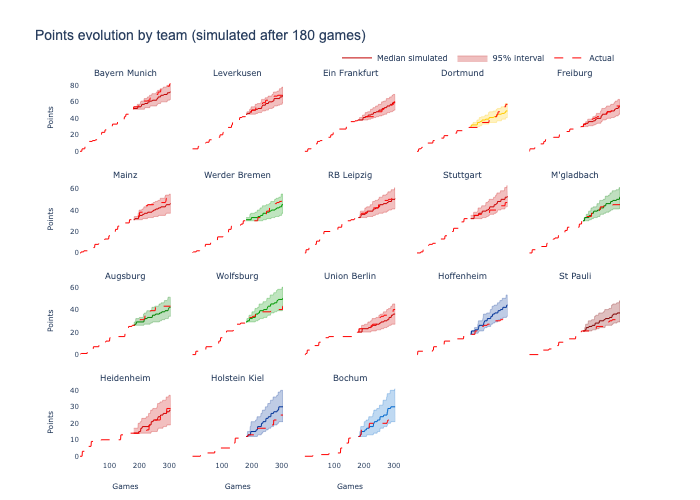 Points evolution by team (simulated after 180 games)
Median simulated 95% interval Actual
Bayern Munich Leverkusen Ein Frankfurt Dortmund Freiburg
80
60
40
20
0
Points
Mainz Werder Bremen RB Leipzig Stuttgart M'gladbach
60
40
20
0
Points
Augsburg Wolfsburg Union Berlin Hoffenheim St Pauli
60
40
20
0
Points
Heidenheim Holstein Kiel Bochum
40
30
20
10
0
Points
100 200 300 100 200 300 100 200 300
Games Games Games